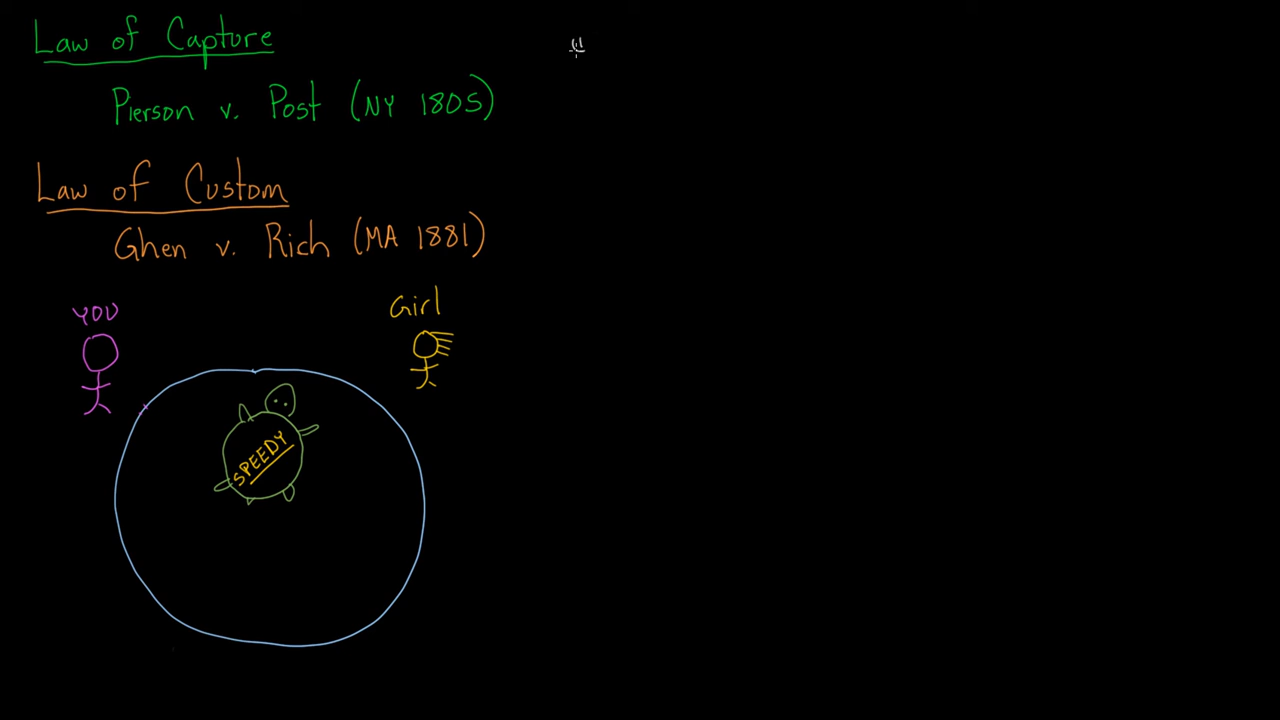 Law of Capture
Pierson v. Post (NY 1805)
Law of Custom
Ghen v. Rich (MA 1881)
YOU
Girl
SPEEDY